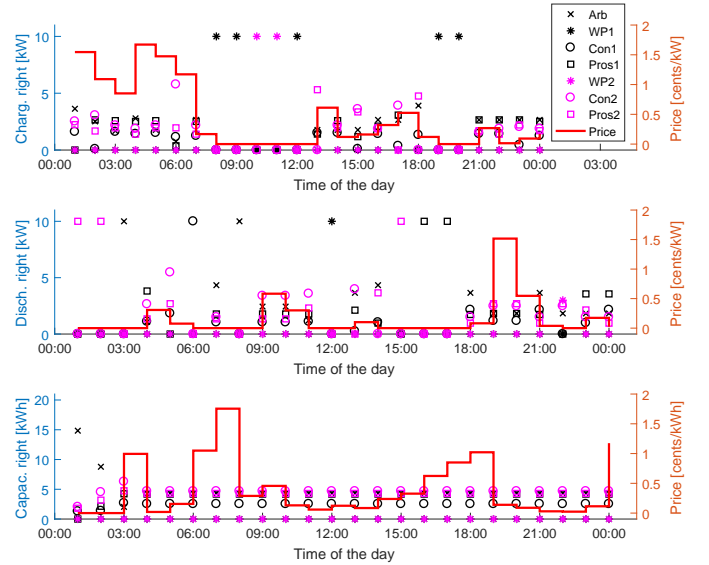 10
5
0
Charg. right [kW]
2
1.5
1
0.5
0
Price [cents/kW]
Arb
WP1
Con1
Pros1
WP2
Con2
Pros2
Price
00:00 03:00 06:00 09:00 12:00 15:00 18:00 21:00 00:00 03:00
Time of the day
10
5
0
Disch. right [kW]
2
1.5
1
0.5
0
Price [cents/kW]
00:00 03:00 06:00 09:00 12:00 15:00 18:00 21:00 00:00
Time of the day
20
15
10
5
0
Capac. right [kWh]
2
1.5
1
0.5
0
Price [cents/kWh]
00:00 03:00 06:00 09:00 12:00 15:00 18:00 21:00 00:00
Time of the day